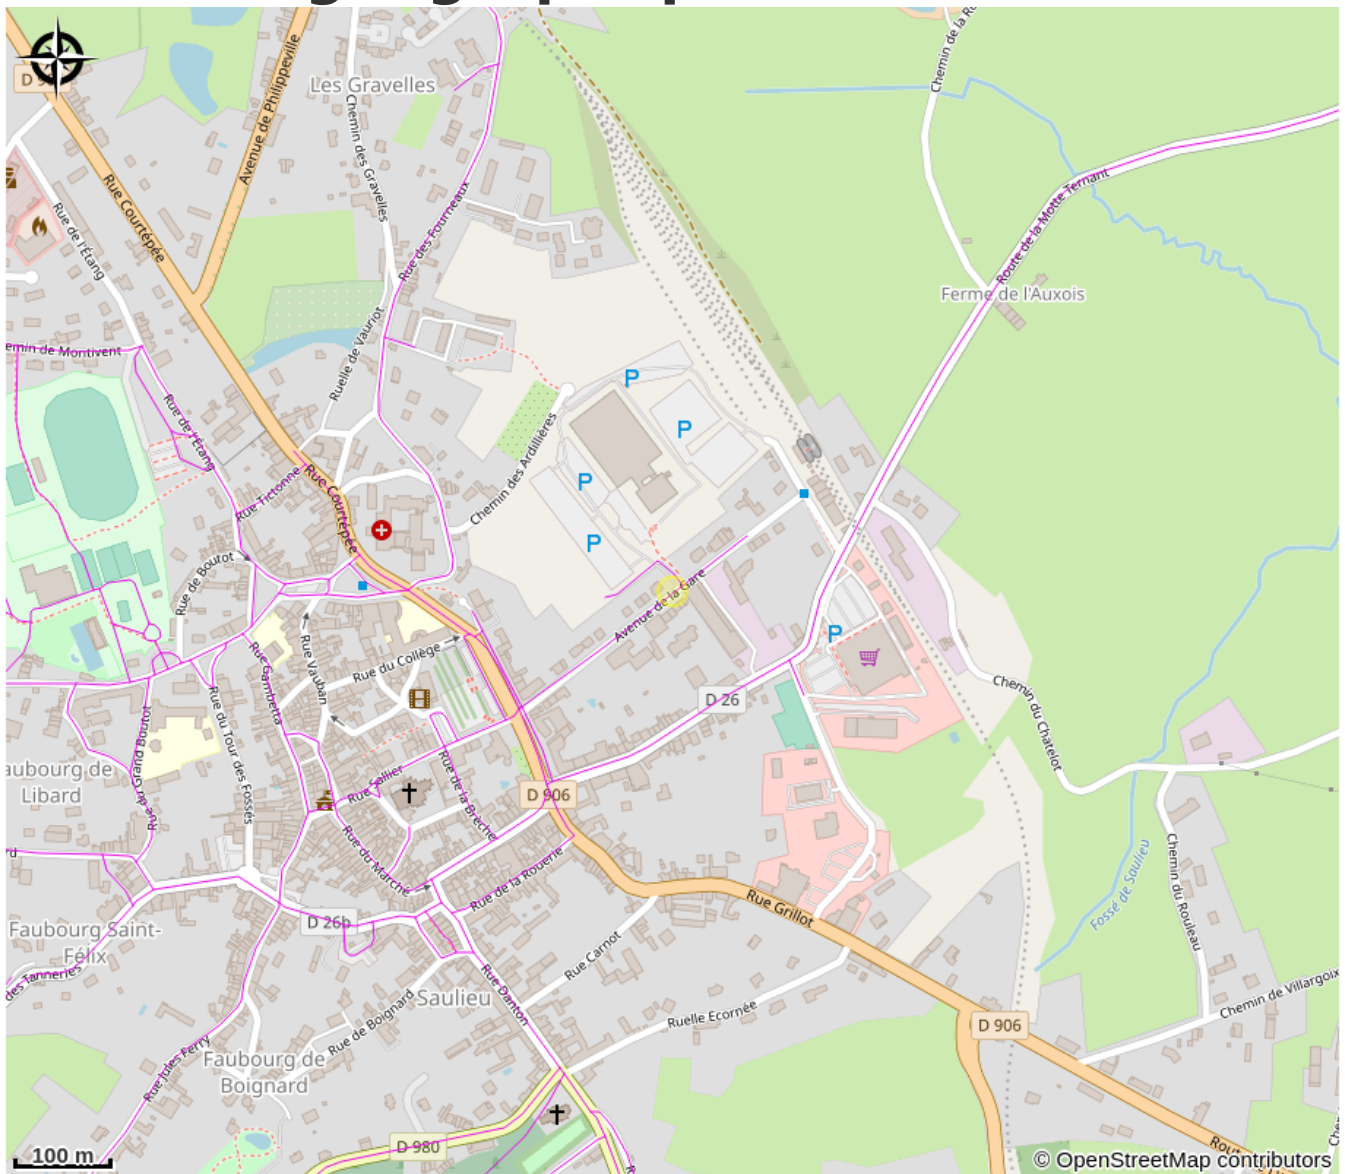 Les Gravelles
Chemin de la Ro
Avenue de Philippeville
Chemin des Gravelles
Rue Courtépée
Rue de l'Étang
Rue des Fourneaux
Route de la Motte Ternant
Ferme de l'Auxois
Ruelle de Vauriot
emin de Montivent
P
Rue de l'Étang
P
Chemin des Ardillières
Rue Tictonne
Rue Courtépée
P
P
Rue de Boutot
Avenue de la Gare
P
Rue Vauban
Rue du Collège
Rue Gambetta
Rue du Tour des Fossés
D 26
Chemin du Chatelot
Rue du Grand Boutot
aubourg de
Libard
Rue Sallier
Rue de la Brèche
D 906
Rue du Marché
Rue de la Rouerie
rd
Chemin du Rouleau
Fossé de Saulieu
Rue Grillot
D 26b
Faubourg Saint-
Félix
des Tanneries
Rue Carnot
Saulieu
Rue Danton
Chemin de Villargoix
Ruelle Ecornée
D 906
Rue de Boignard
Rue Jules Ferry
Faubourg de
Boignard
D 980
Chem
Route
R
100 m
© OpenStreetMap contributors